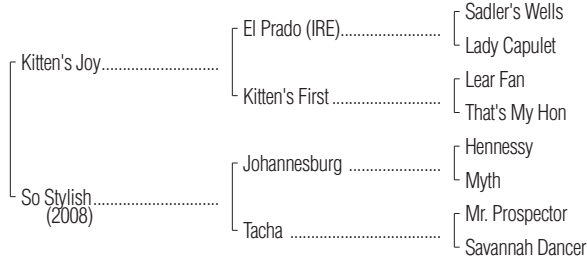 Sadler's Wells
El Prado (IRE)
Lady Capulet
Kitten's Joy
Lear Fan
Kitten's First
That's My Hon
Hennessy
Johannesburg
Myth
So Stylish
(2008)
Mr. Prospector
Tacha
Savannah Dancer